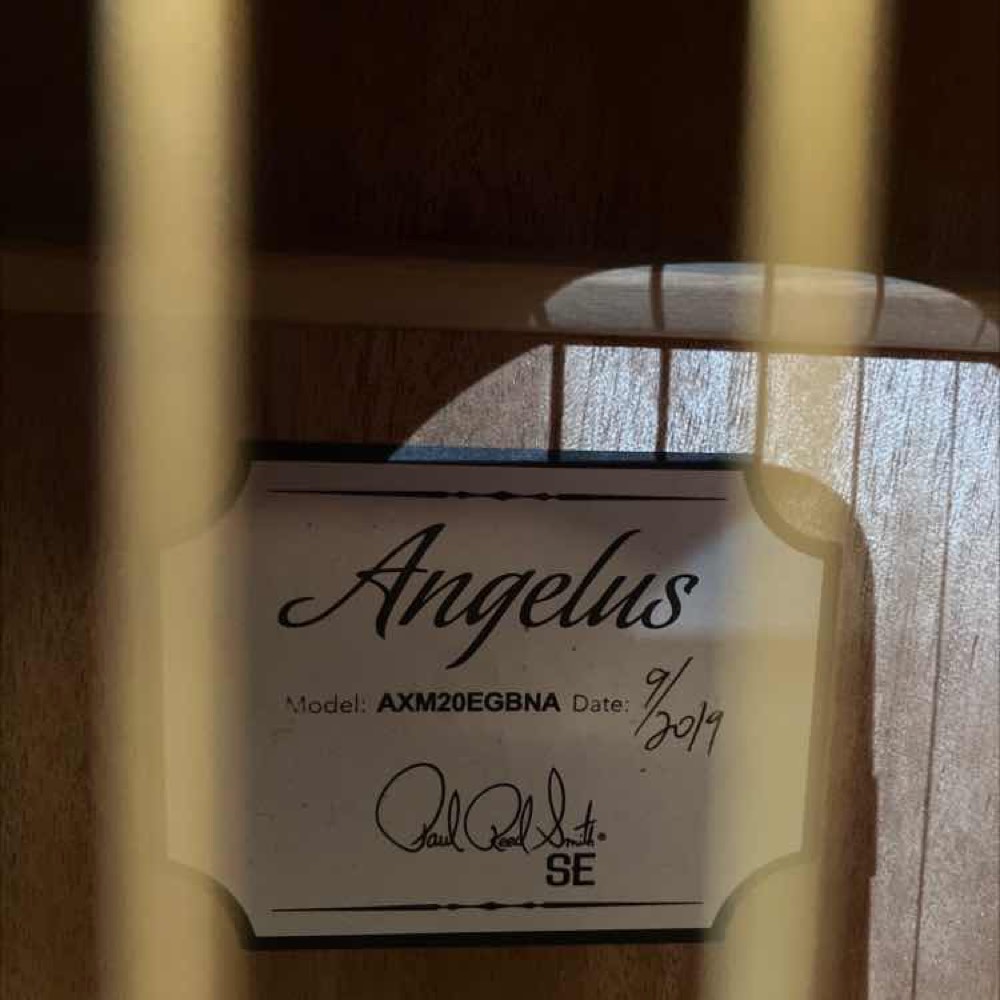 Angelus
Model: AXM20EGBNA Date: 9/2019
Paul Reed Smith®
SE